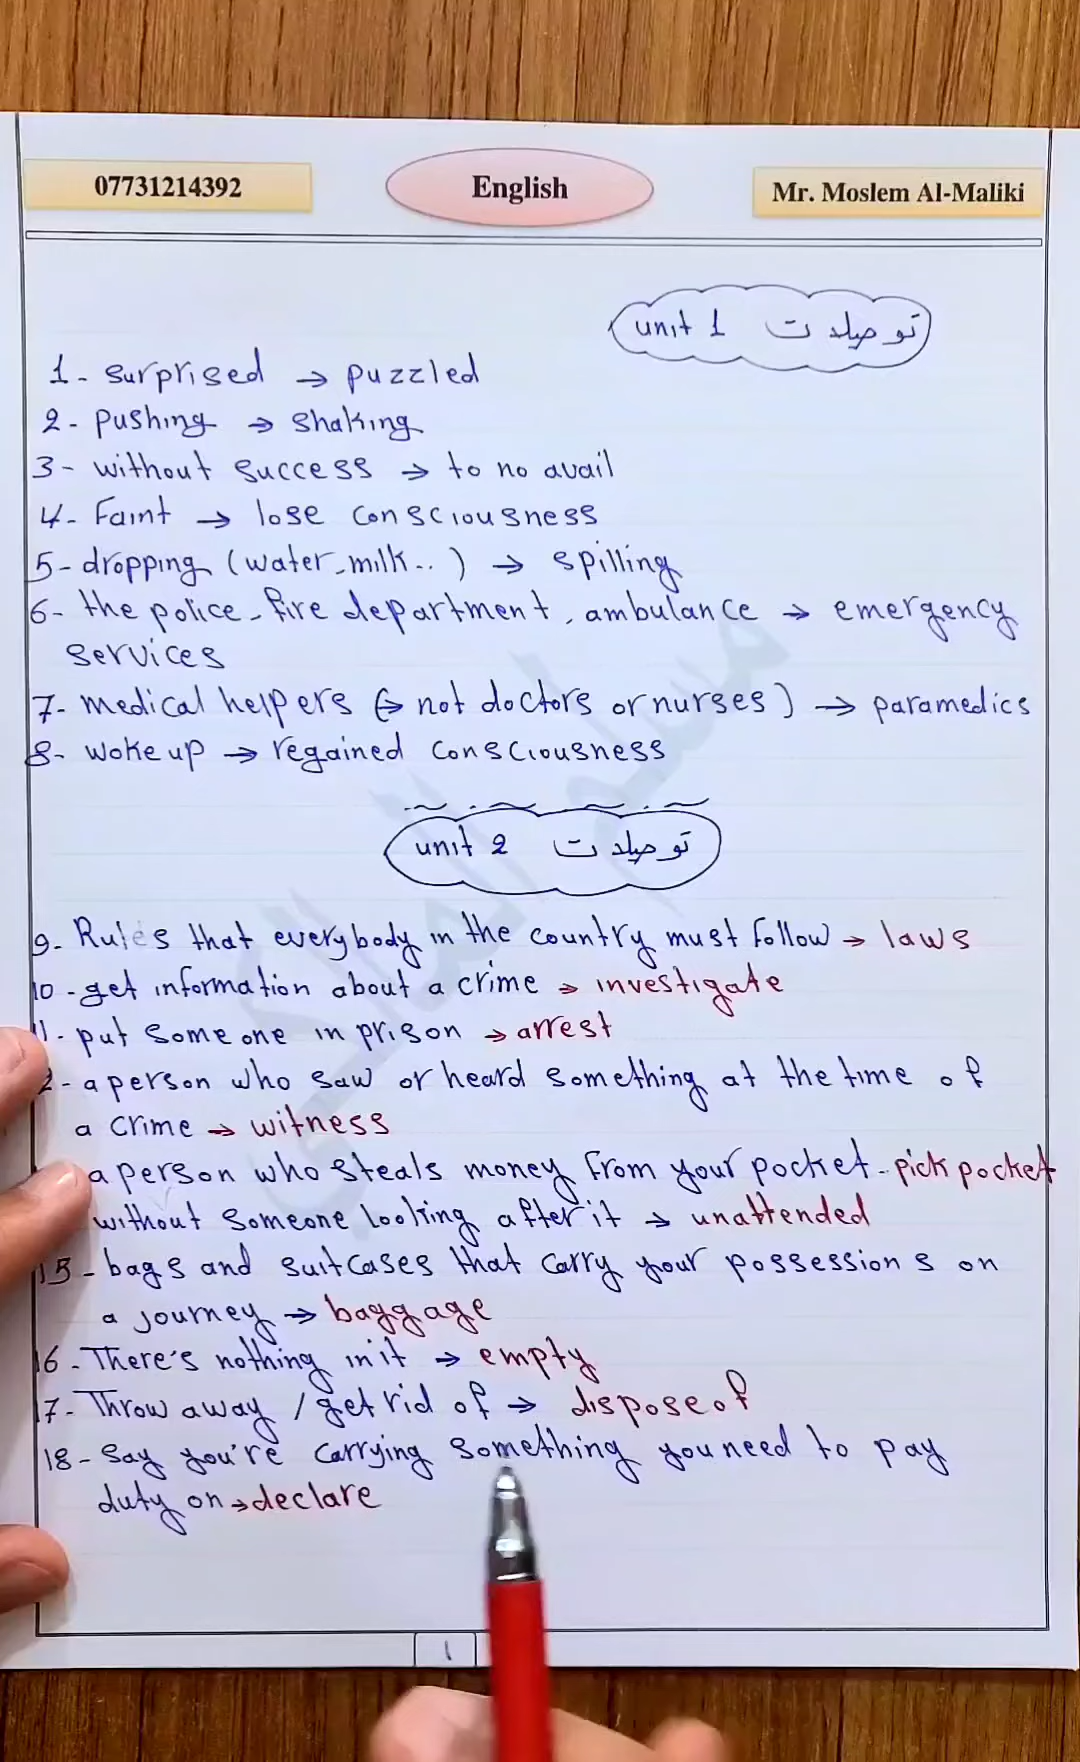 07731214392
English
Mr. Moslem Al-Maliki
unit 1 توصيلات
1- surprised → puzzled
2- pushing → shaking
3- without success → to no avail
4- Faint → lose consciousness
5- dropping (water-milk..) → spilling
6- the police-fire department, ambulance → emergency
services
7- medical helpers (→ not doctors or nurses) → paramedics
8- woke up → regained consciousness
unit 2 توصيلات
9- Rules that everybody in the country must follow → laws
10-get information about a crime → investigate
11- put someone in prison → arrest
2- a person who saw or heard something at the time of
a crime → witness
a person who steals money from your pocket-pick pocket
without someone looking after it → unattended
15-bags and suitcases that carry your possessions on
a journey → baggage
16-There's nothing in it → empty
17-Throw away / get rid of → dispose of
18-say you're carrying something you need to pay
duty on → declare
1
مسلم المالكي